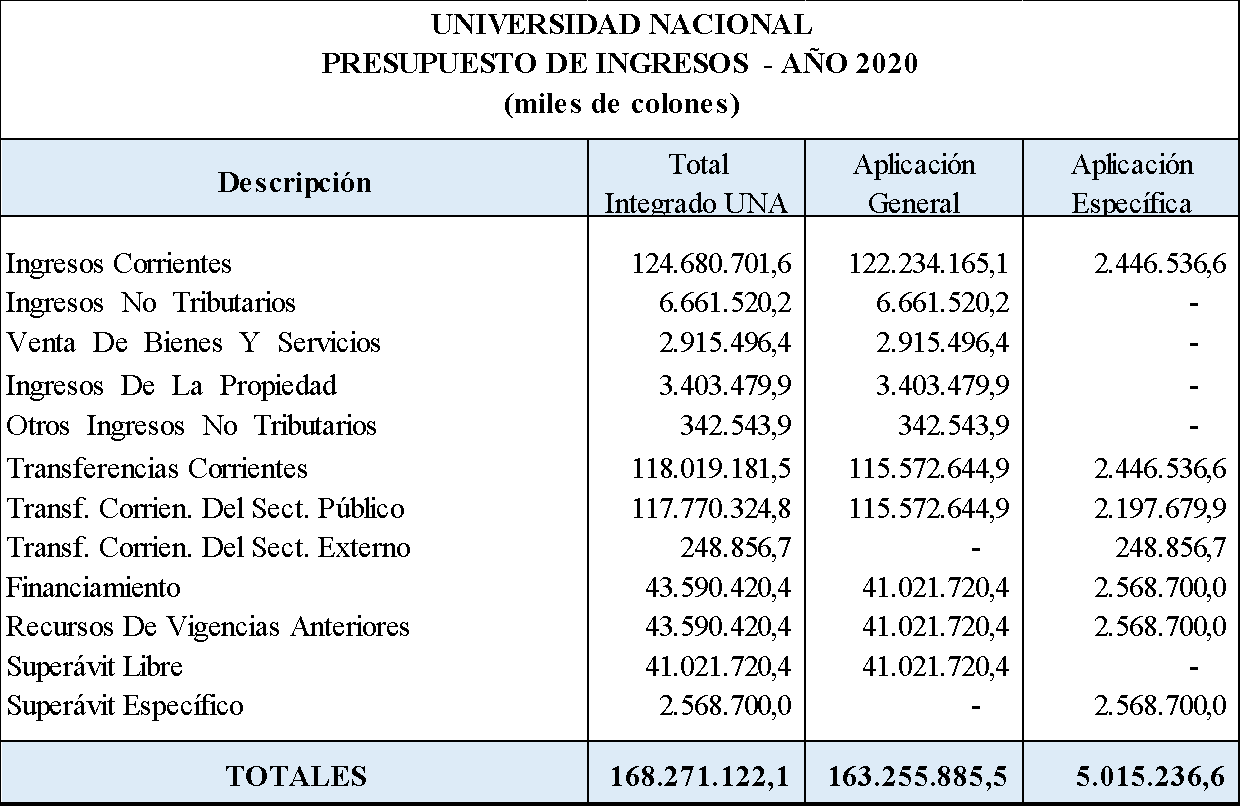 UNIVERSIDAD NACIONAL
PRESUPUESTO DE INGRESOS - AÑO 2020
(miles de colones)
Descripción Total Integrado UNA Aplicación General Aplicación Específica
Ingresos Corrientes 124.680.701,6 122.234.165,1 2.446.536,6
Ingresos No Tributarios 6.661.520,2 6.661.520,2 -
Venta De Bienes Y Servicios 2.915.496,4 2.915.496,4 -
Ingresos De La Propiedad 3.403.479,9 3.403.479,9 -
Otros Ingresos No Tributarios 342.543,9 342.543,9 -
Transferencias Corrientes 118.019.181,5 115.572.644,9 2.446.536,6
Transf. Corrien. Del Sect. Público 117.770.324,8 115.572.644,9 2.197.679,9
Transf. Corrien. Del Sect. Externo 248.856,7 - 248.856,7
Financiamiento 43.590.420,4 41.021.720,4 2.568.700,0
Recursos De Vigencias Anteriores 43.590.420,4 41.021.720,4 2.568.700,0
Superávit Libre 41.021.720,4 41.021.720,4 -
Superávit Específico 2.568.700,0 - 2.568.700,0
TOTALES 168.271.122,1 163.255.885,5 5.015.236,6